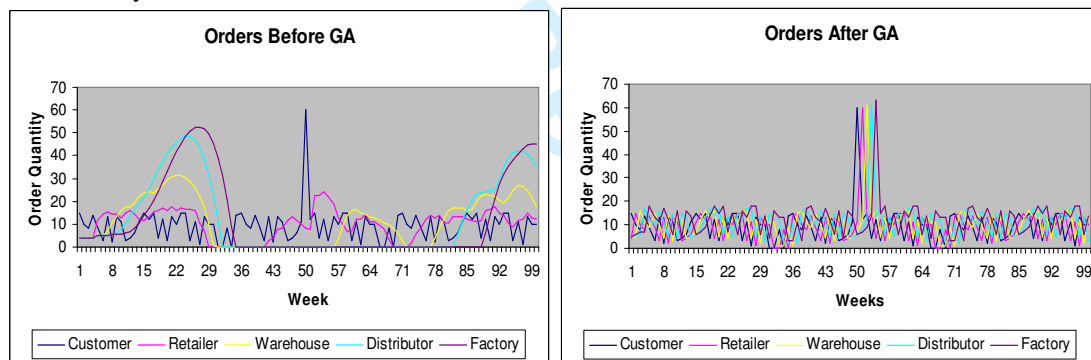 Orders Before GA
Order Quantity
70
60
50
40
30
20
10
0
1 8 15 22 29 36 43 50 57 64 71 78 85 92 99
Week
Customer Retailer Warehouse Distributor Factory
Orders After GA
Order Quantity
70
60
50
40
30
20
10
0
1 8 15 22 29 36 43 50 57 64 71 78 85 92 99
Weeks
Customer Retailer Warehouse Distributor Factory